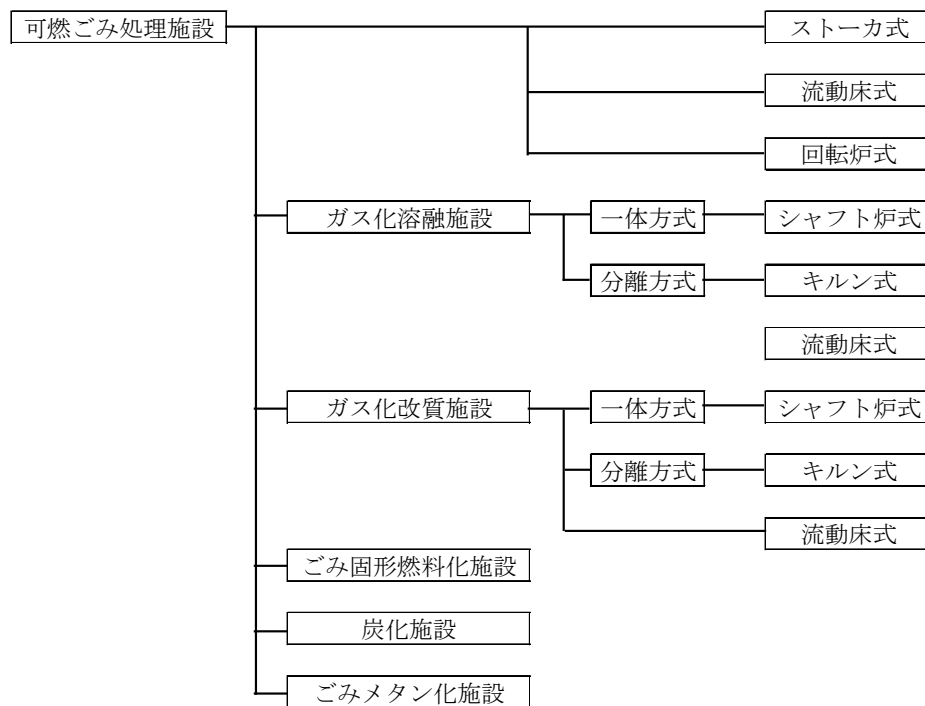 可燃ごみ処理施設
ストーカ式
流動床式
回転炉式
ガス化溶融施設
一体方式
シャフト炉式
分離方式
キルン式
流動床式
ガス化改質施設
一体方式
シャフト炉式
分離方式
キルン式
流動床式
ごみ固形燃料化施設
炭化施設
ごみメタン化施設